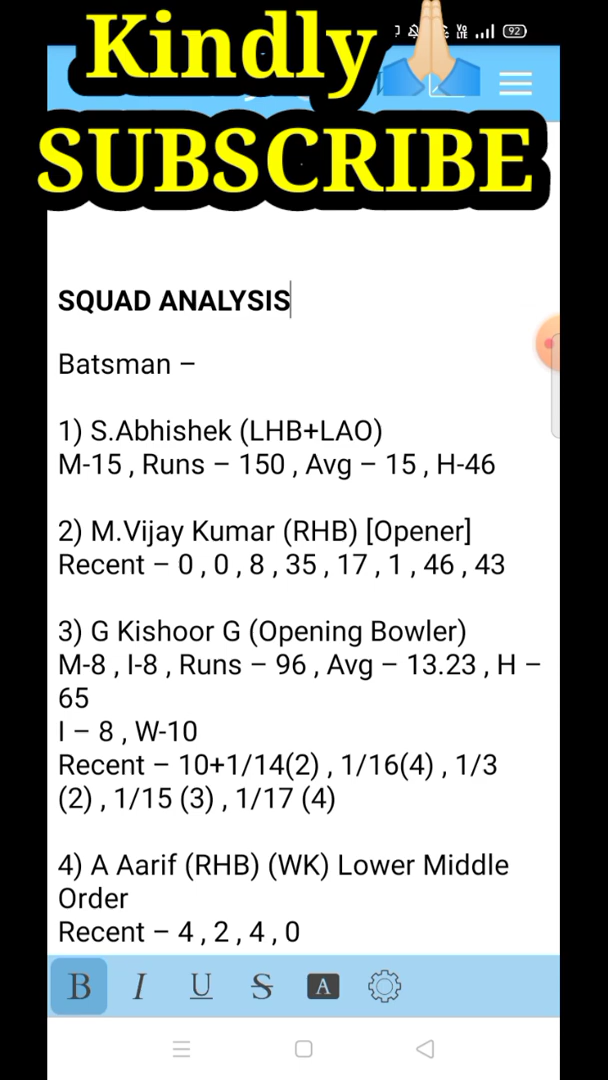 Kindly
Vo
LTE
92
SUBSCRIBE
SQUAD ANALYSIS
Batsman –
1) S.Abhishek (LHB+LAO)
M-15 , Runs – 150 , Avg – 15 , H-46
2) M.Vijay Kumar (RHB) [Opener]
Recent – 0 , 0 , 8 , 35 , 17 , 1 , 46 , 43
3) G Kishoor G (Opening Bowler)
M-8 , I-8 , Runs – 96 , Avg – 13.23 , H –
65
I – 8 , W-10
Recent – 10+1/14(2) , 1/16(4) , 1/3
(2) , 1/15 (3) , 1/17 (4)
4) A Aarif (RHB) (WK) Lower Middle
Order
Recent – 4 , 2 , 4 , 0
B I U S A